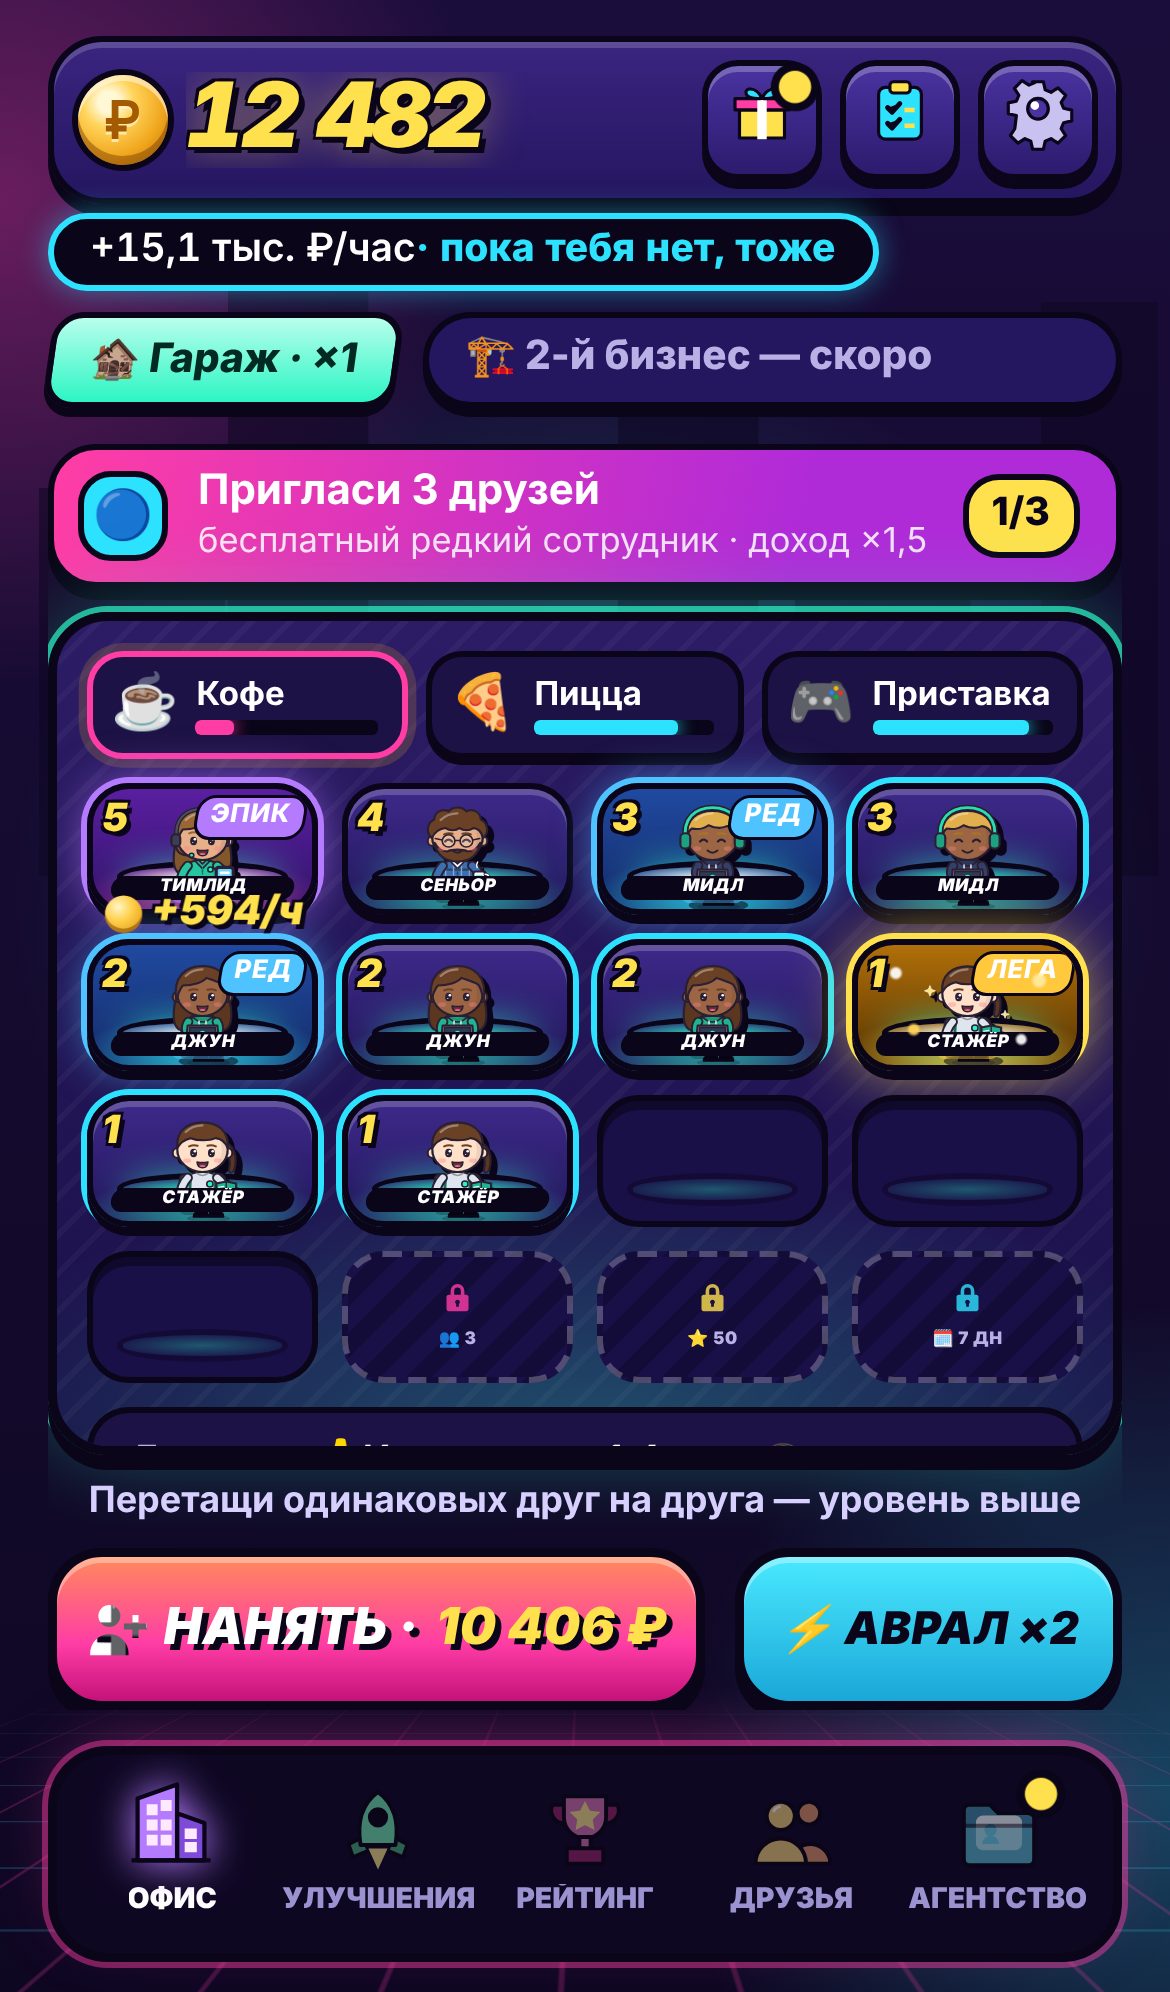 ₽ 12 482
+15,1 тыс. ₽/час · пока тебя нет, тоже
Гараж · ×1
2-й бизнес — скоро
Пригласи 3 друзей
бесплатный редкий сотрудник · доход ×1,5
1/3
Кофе
Пицца
Приставка
5 ЭПИК
4
3 РЕД
3
ТИМЛИД
СЕНЬОР
МИДЛ
МИДЛ
+594/ч
2 РЕД
2
2
1 ЛЕГА
ДЖУН
ДЖУН
ДЖУН
СТАЖЁР
1
1
СТАЖЁР
СТАЖЁР
3
50
7 ДН
Перетащи одинаковых друг на друга — уровень выше
НАНЯТЬ · 10 406 ₽
АВРАЛ ×2
ОФИС
УЛУЧШЕНИЯ
РЕЙТИНГ
ДРУЗЬЯ
АГЕНТСТВО